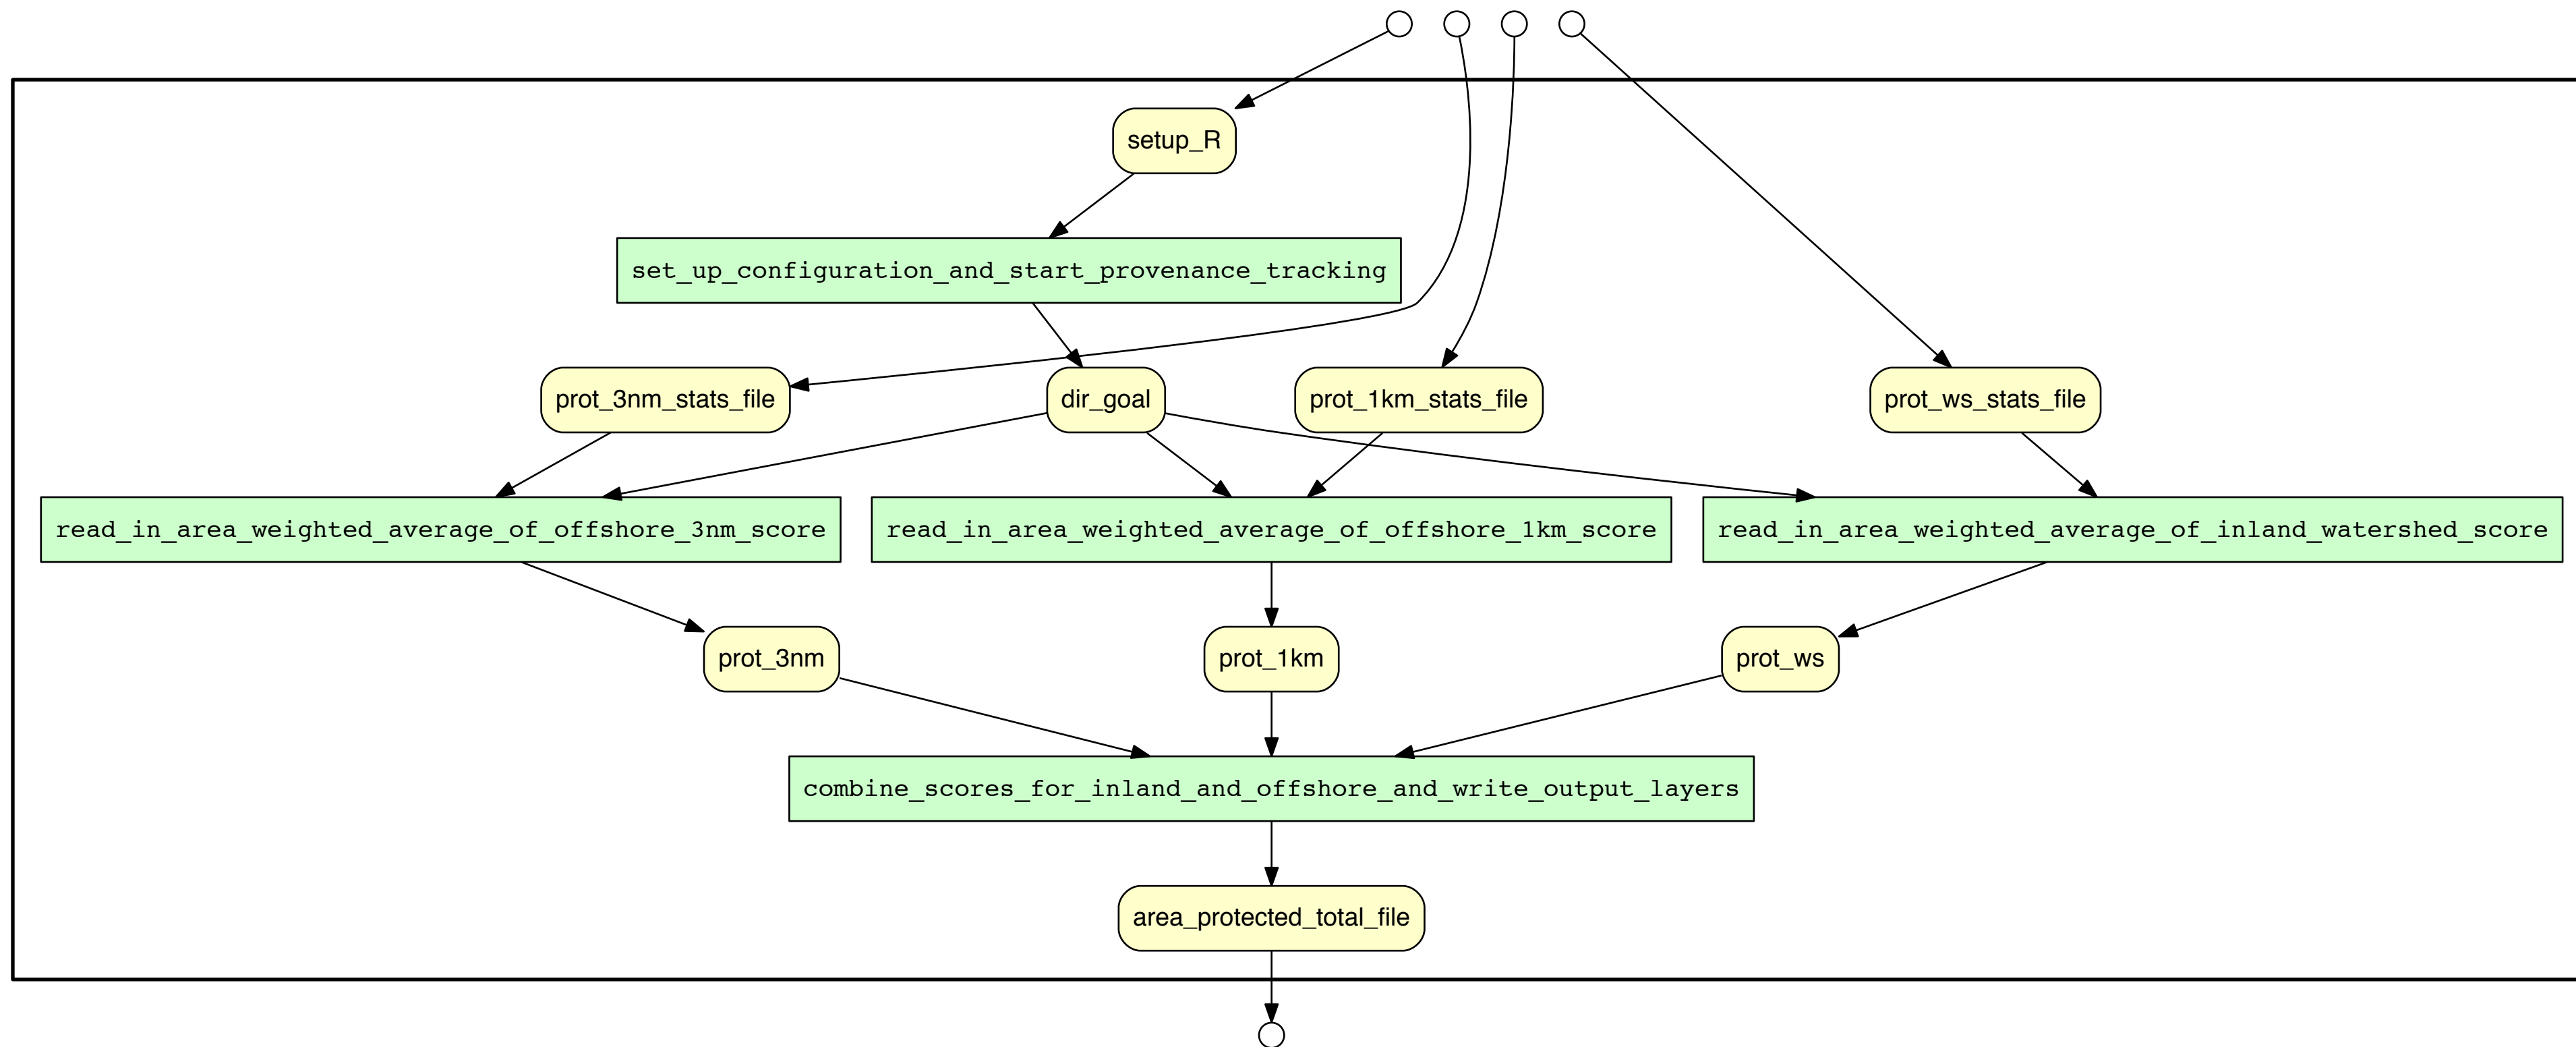 setup_R
set_up_configuration_and_start_provenance_tracking
prot_3nm_stats_file
dir_goal
prot_1km_stats_file
prot_ws_stats_file
read_in_area_weighted_average_of_offshore_3nm_score
read_in_area_weighted_average_of_offshore_1km_score
read_in_area_weighted_average_of_inland_watershed_score
prot_3nm
prot_1km
prot_ws
combine_scores_for_inland_and_offshore_and_write_output_layers
area_protected_total_file